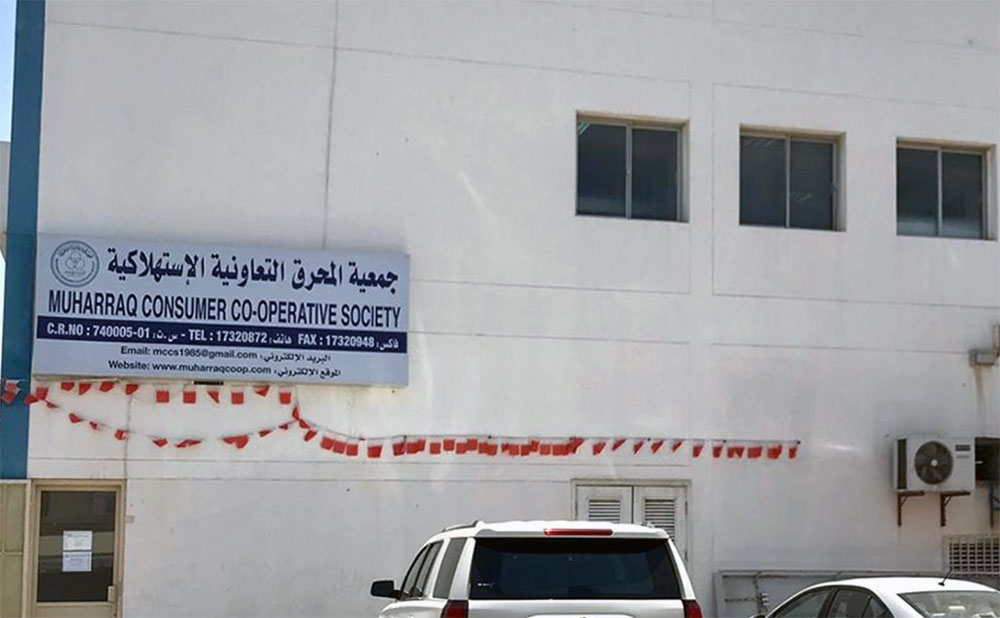 جمعية المحرق التعاونية الإستهلاكية
MUHARRAQ CONSUMER CO-OPERATIVE SOCIETY
C.R.NO : 740005-01 : س.ت - TEL : 17320872 : هاتف FAX : 17320948 : فاكس
Email: mccs1985@gmail.com : البريد الالكتروني
Website: www.muharraqcoop.com : الموقع الالكتروني